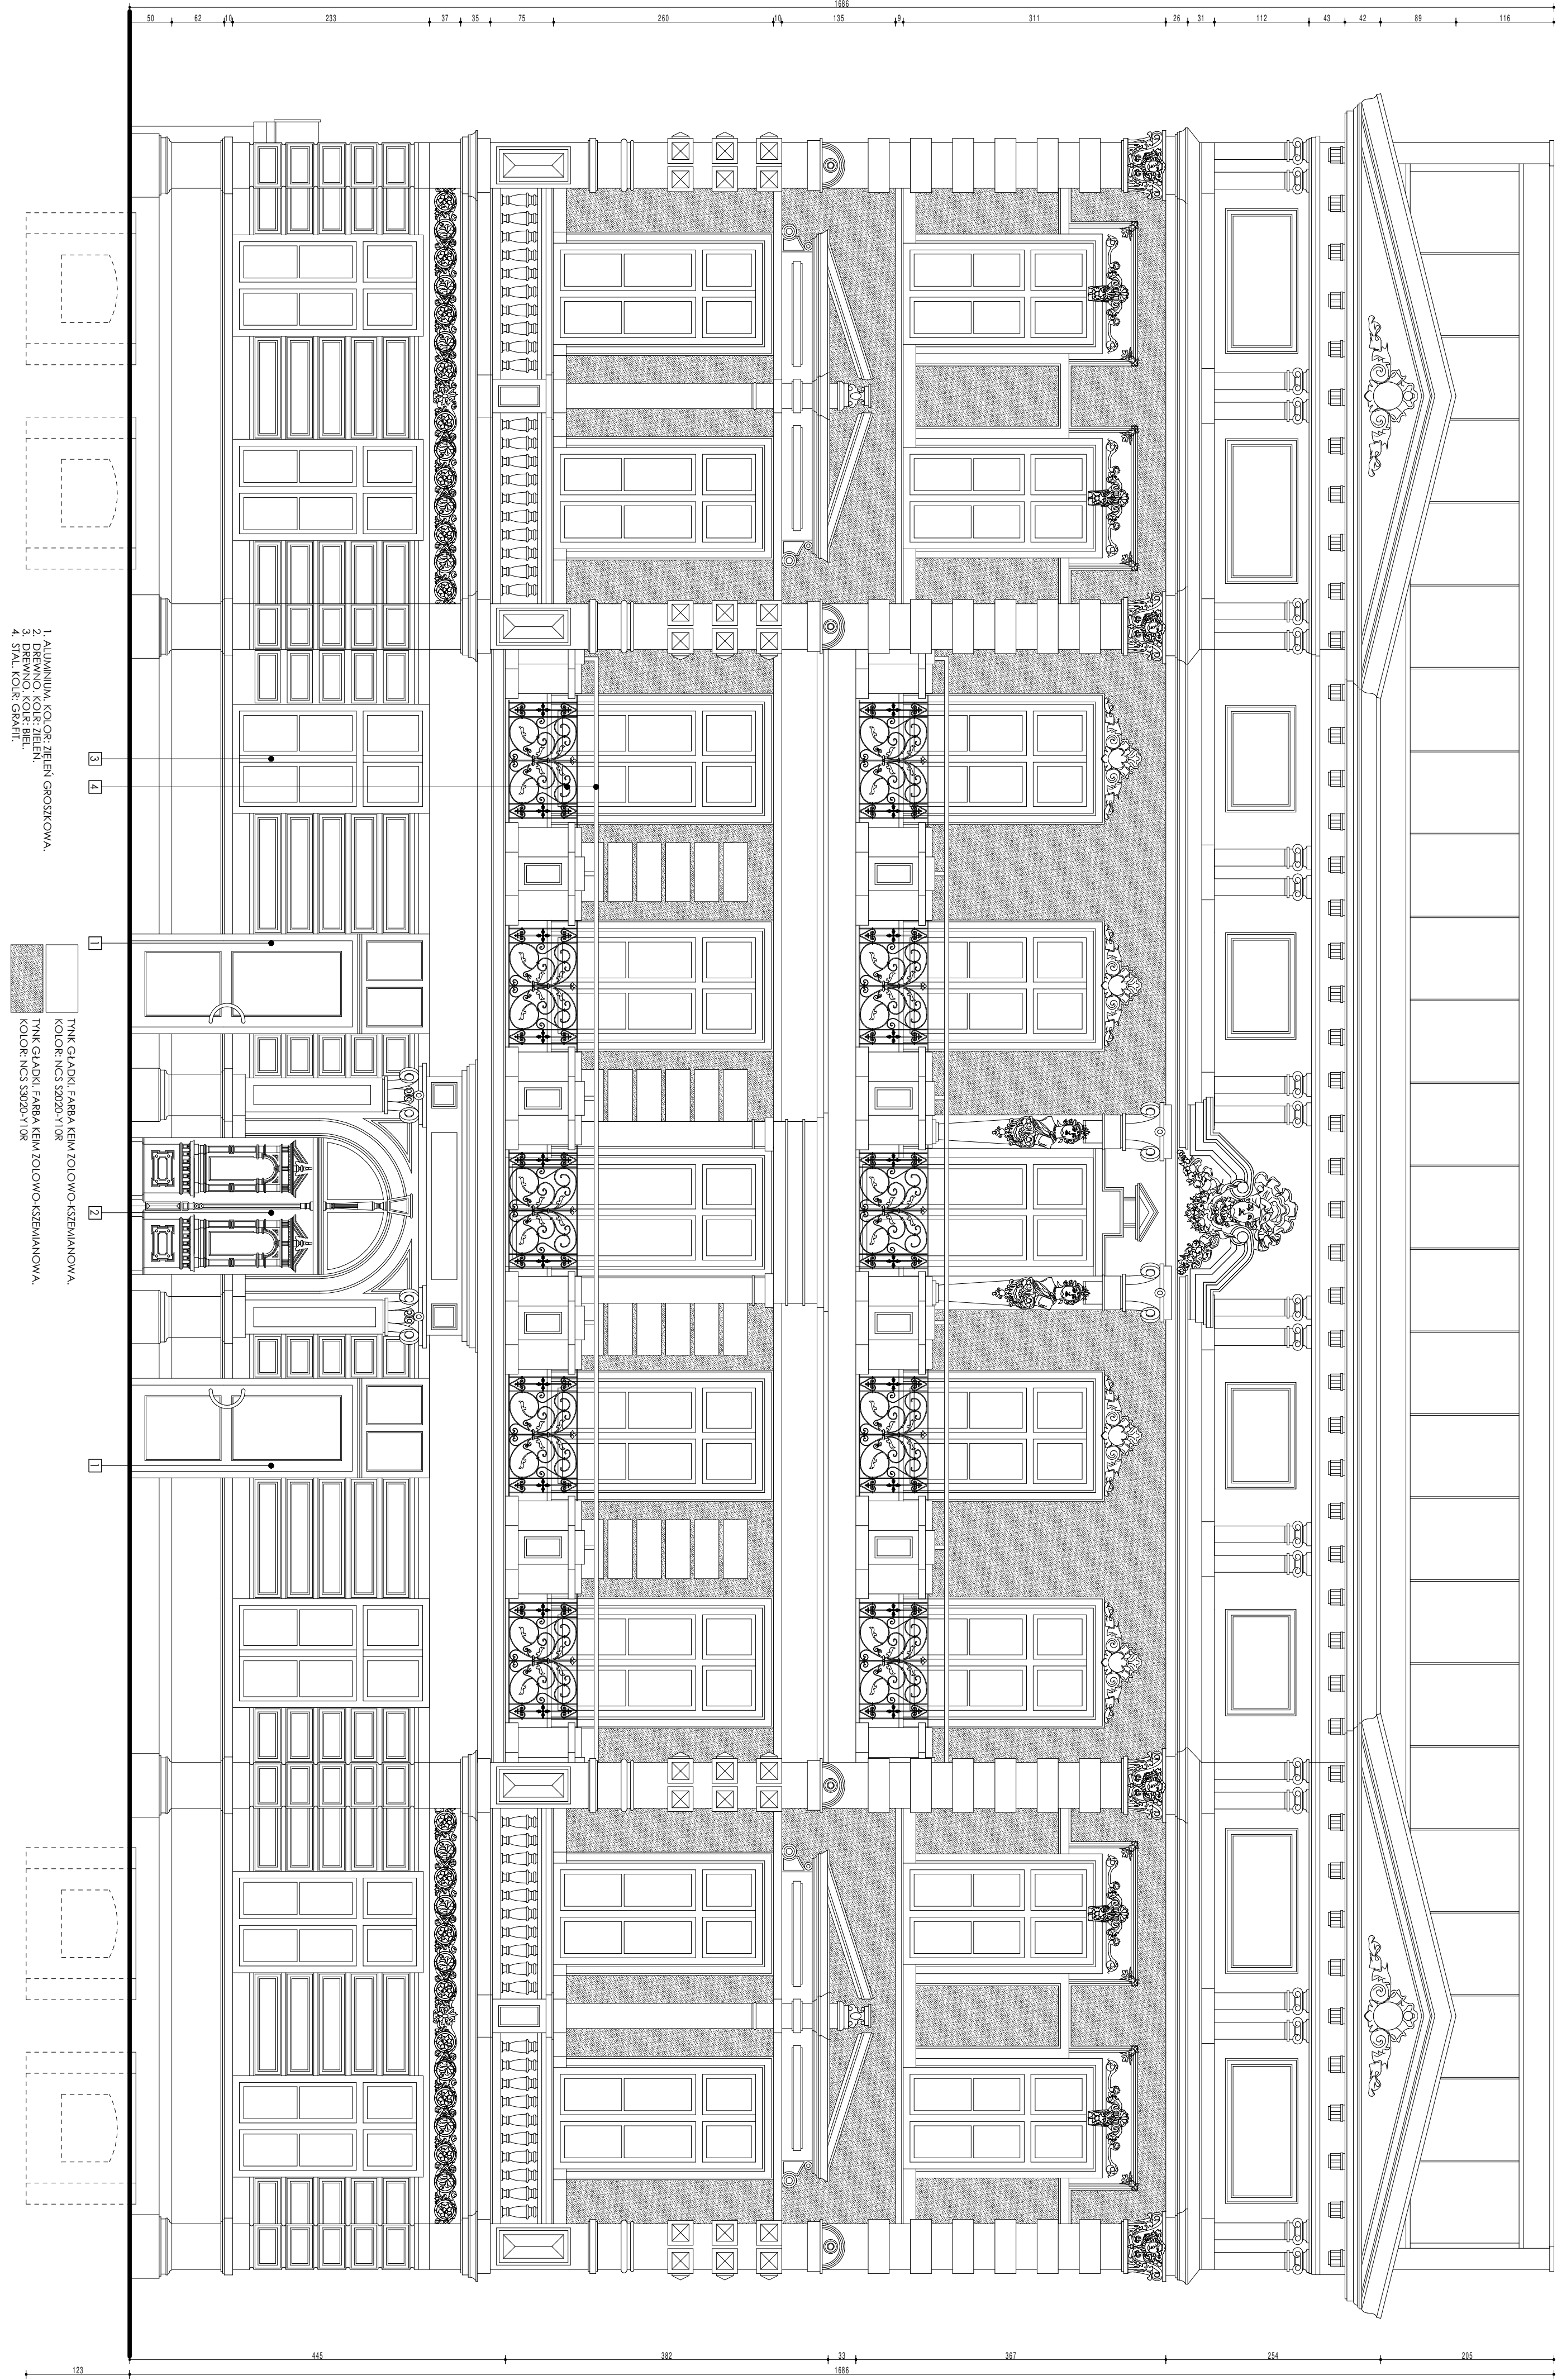 1686
50 62 10 233 37 35 75 260 10 135 9 311 26 31 112 43 42 89 116
3
4
1
2
1
1. ALUMINIUM. KOLOR: ZIELEŃ GROSZKOWA.
2. DREWNO. KOLR: ZIELEŃ.
3. DREWNO. KOLR: BIEL.
4. STAL. KOLR: GRAFIT.
TYNK GŁADKI. FARBA KEIM ZOLOWO-KSZEMIANOWA.
KOLOR: NCS S2020-Y10R
TYNK GŁADKI. FARBA KEIM ZOLOWO-KSZEMIANOWA.
KOLOR: NCS S3020-Y10R
445 382 33 367 254 205
123 1686